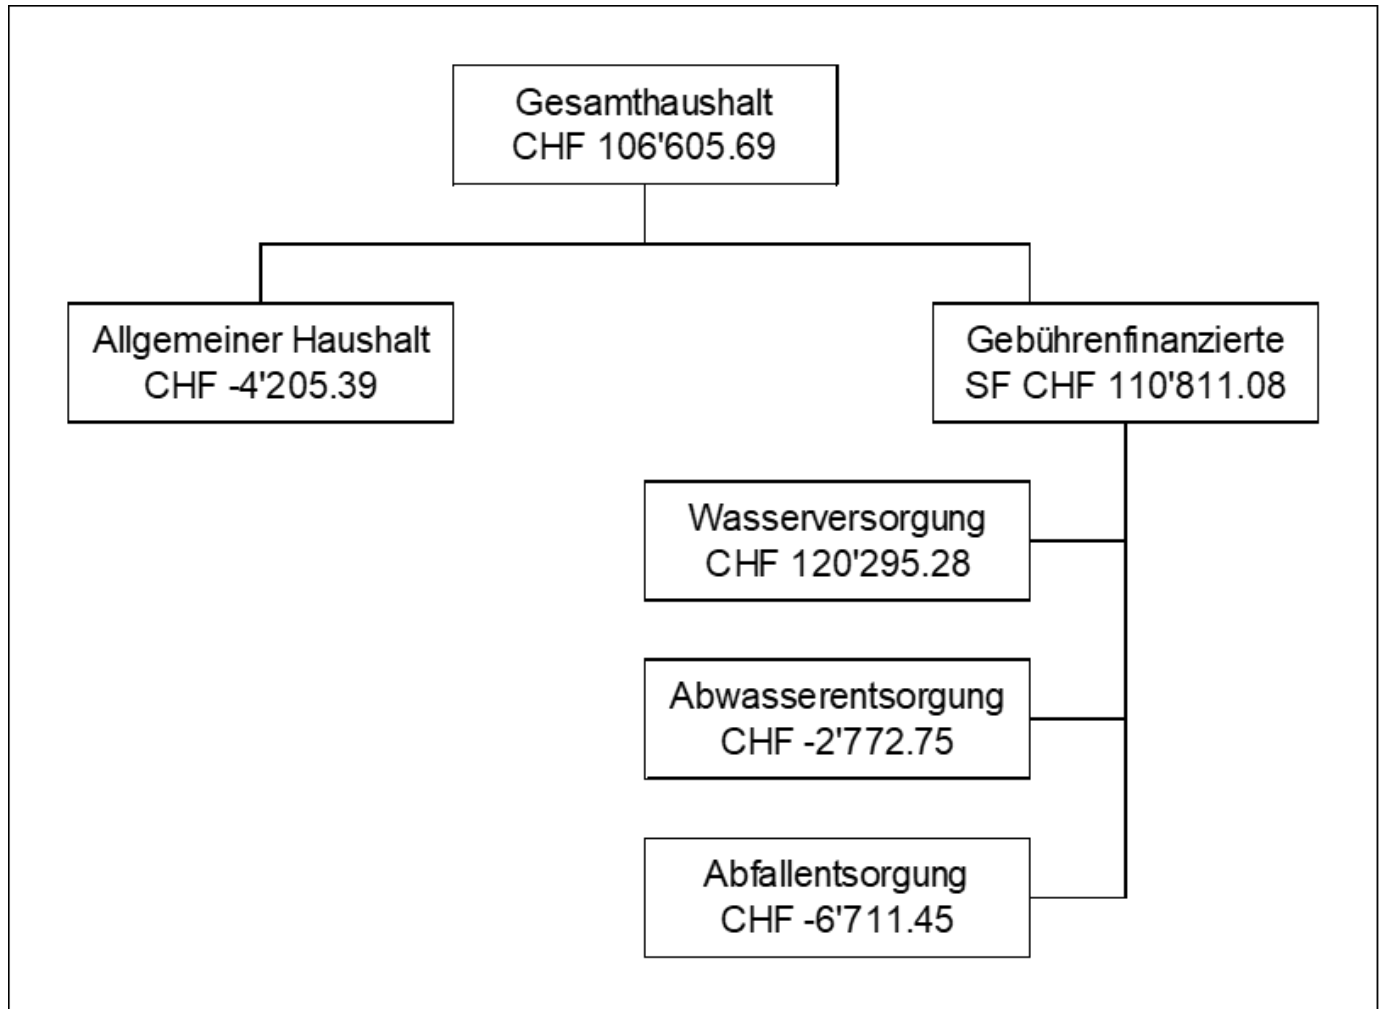 Gesamthaushalt
CHF 106'605.69
Allgemeiner Haushalt
CHF -4'205.39
Gebührenfinanzierte
SF CHF 110'811.08
Wasserversorgung
CHF 120'295.28
Abwasserentsorgung
CHF -2'772.75
Abfallentsorgung
CHF -6'711.45